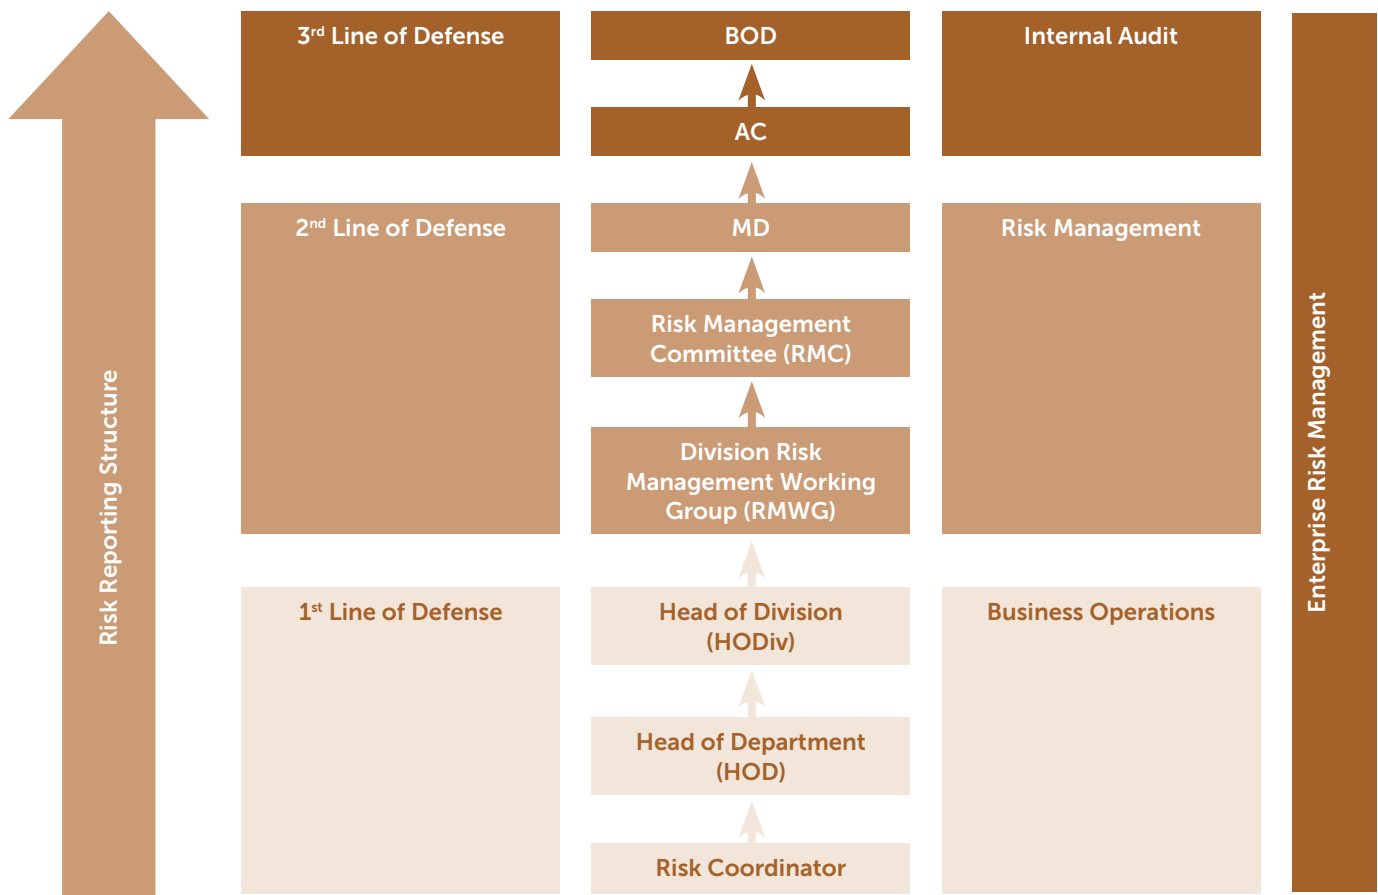 Risk Reporting Structure
3rd Line of Defense
BOD
Internal Audit
AC
2nd Line of Defense
MD
Risk Management
Risk Management
Committee (RMC)
Division Risk
Management Working
Group (RMWG)
1st Line of Defense
Head of Division
(HODiv)
Business Operations
Head of Department
(HOD)
Risk Coordinator
Enterprise Risk Management